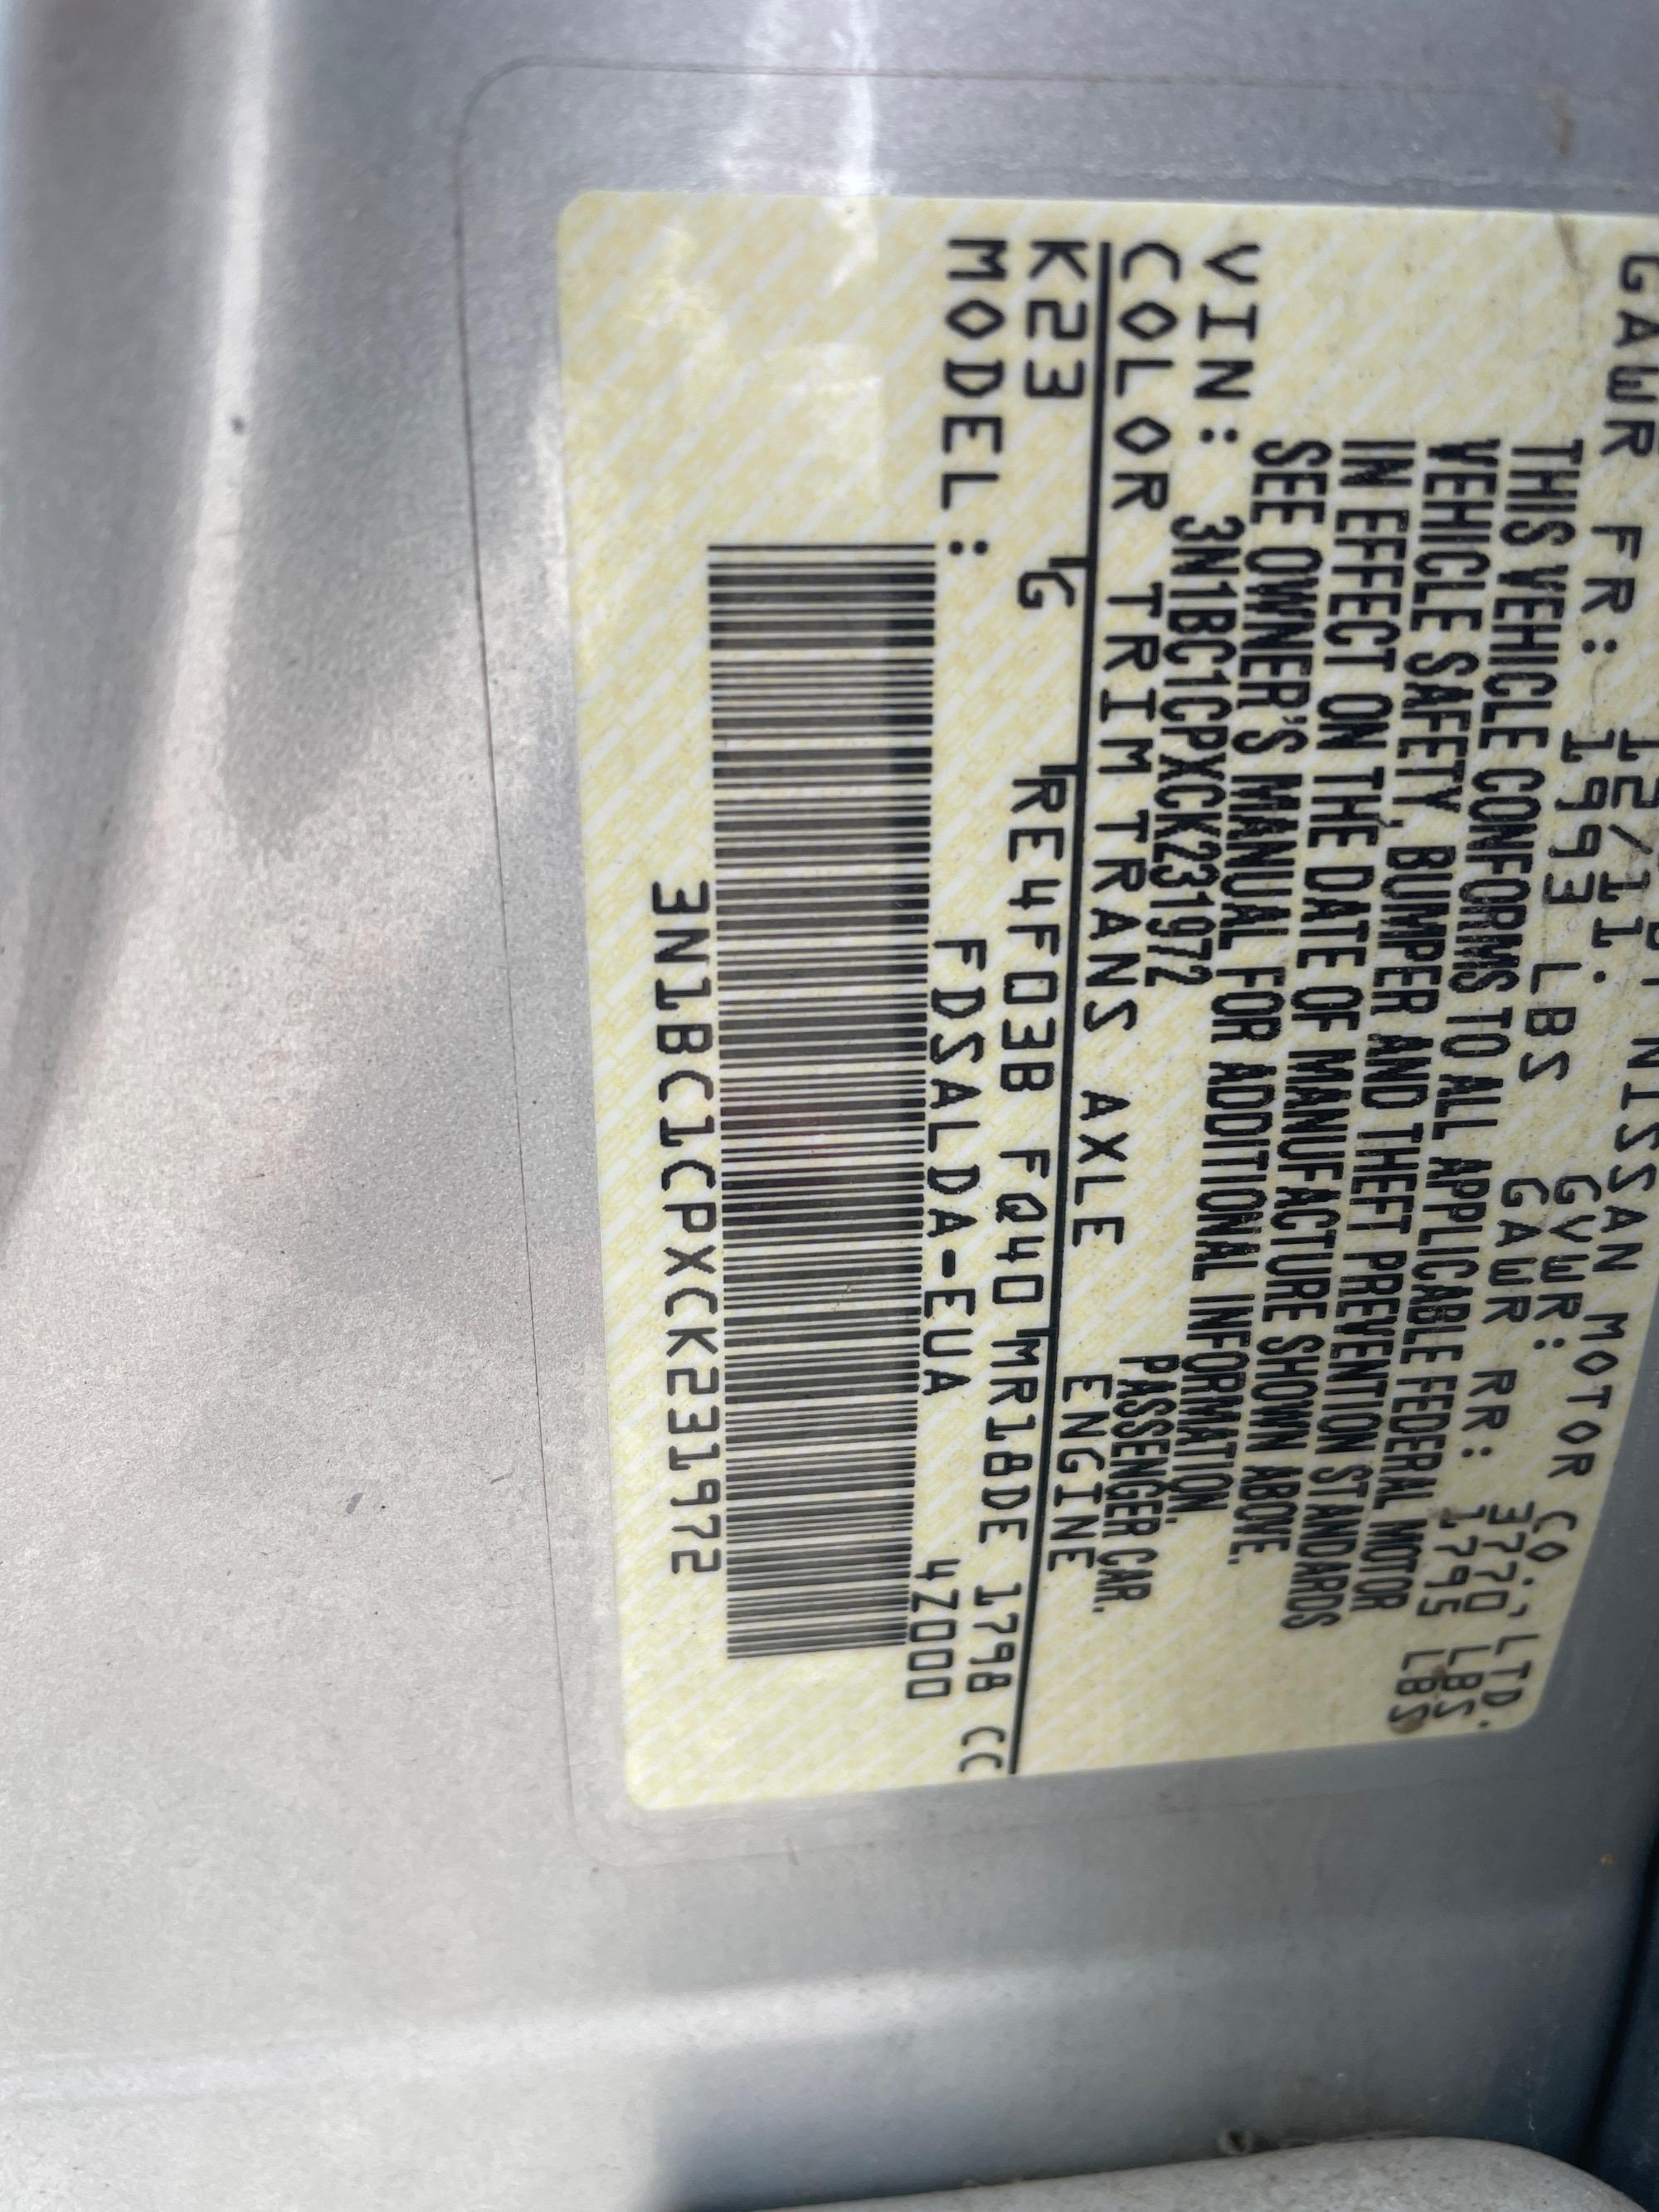 NISSAN MOTOR CO., LTD.
12/11. GVWR: 3770 LBS.
GAWR FR: 1993 LBS GAWR RR: 1795 LBS
THIS VEHICLE CONFORMS TO ALL APPLICABLE FEDERAL MOTOR
VEHICLE SAFETY, BUMPER AND THEFT PREVENTION STANDARDS
IN EFFECT ON THE DATE OF MANUFACTURE SHOWN ABOVE.
SEE OWNER'S MANUAL FOR ADDITIONAL INFORMATION.
VIN: 3N1BC1CPXCK231972 PASSENGER CAR.
COLOR TRIM TRANS AXLE ENGINE
K23 G RE4F03B FQ40 MR18DE 1798 CC
MODEL: FDSALDA-EUA 4Z000
3N1BC1CPXCK231972